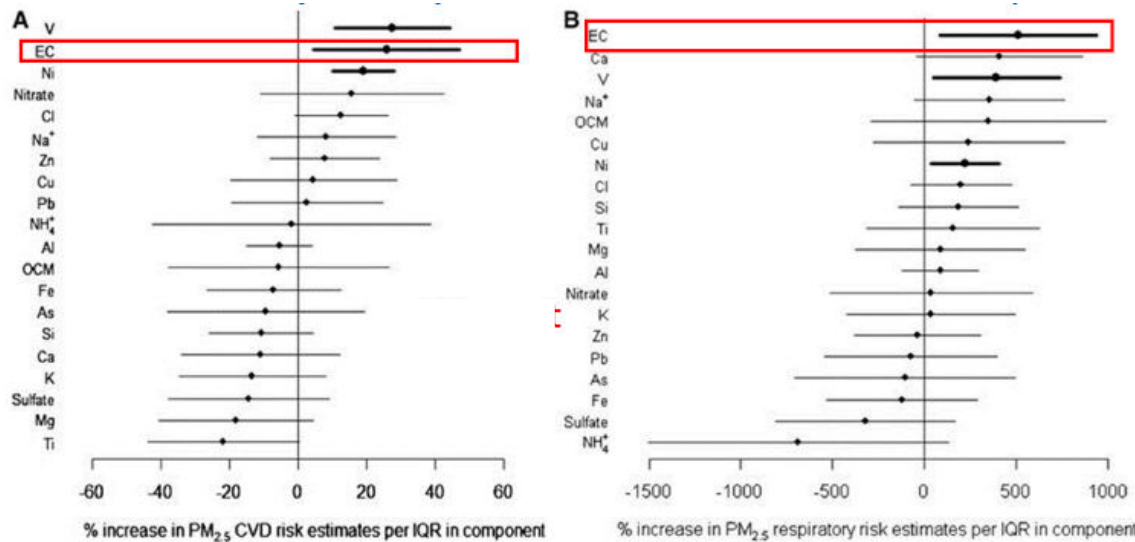 A
V
EC
Ni
Nitrate
Cl
Na⁺
Zn
Cu
Pb
NH₄⁺
Al
OCM
Fe
As
Si
Ca
K
Sulfate
Mg
Ti
-60 -40 -20 0 20 40 60
% increase in PM₂.₅ CVD risk estimates per IQR in component
B
EC
Ca
V
Na⁺
OCM
Cu
Ni
Cl
Si
Ti
Mg
Al
Nitrate
K
Zn
Pb
As
Fe
Sulfate
NH₄⁺
-1500 -1000 -500 0 500 1000
% increase in PM₂.₅ respiratory risk estimates per IQR in component